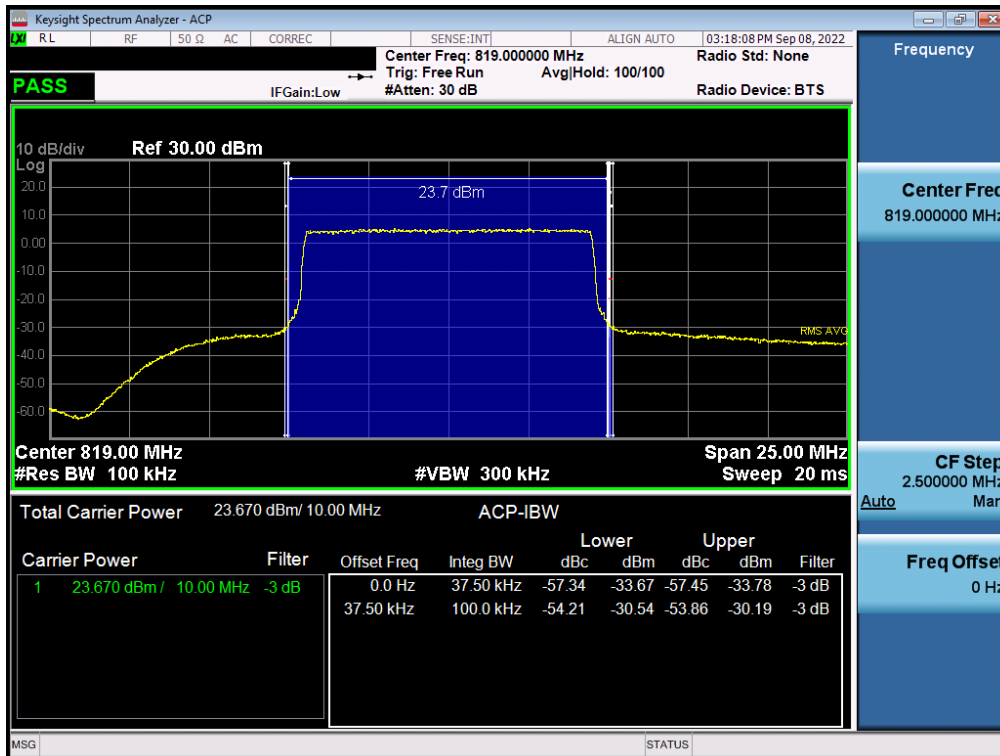 Keysight Spectrum Analyzer - ACP
LXI RL RF 50 Ω AC CORREC SENSE:INT ALIGN AUTO 03:18:08 PM Sep 08, 2022
Center Freq: 819.000000 MHz Radio Std: None
Trig: Free Run Avg|Hold: 100/100
PASS IFGain:Low #Atten: 30 dB Radio Device: BTS
10 dB/div Ref 30.00 dBm
Log
20.0
10.0
0.00
-10.0
-20.0
-30.0
-40.0
-50.0
-60.0
23.7 dBm
RMS AVG
Center 819.00 MHz Span 25.00 MHz
#Res BW 100 kHz #VBW 300 kHz Sweep 20 ms
Total Carrier Power 23.670 dBm/ 10.00 MHz ACP-IBW
Lower Upper
Carrier Power Filter Offset Freq Integ BW dBc dBm dBc dBm Filter
1 23.670 dBm / 10.00 MHz -3 dB 0.0 Hz 37.50 kHz -57.34 -33.67 -57.45 -33.78 -3 dB
37.50 kHz 100.0 kHz -54.21 -30.54 -53.86 -30.19 -3 dB
MSG STATUS
Frequency
Center Freq
819.000000 MHz
CF Step
2.500000 MHz
Auto Man
Freq Offset
0 Hz